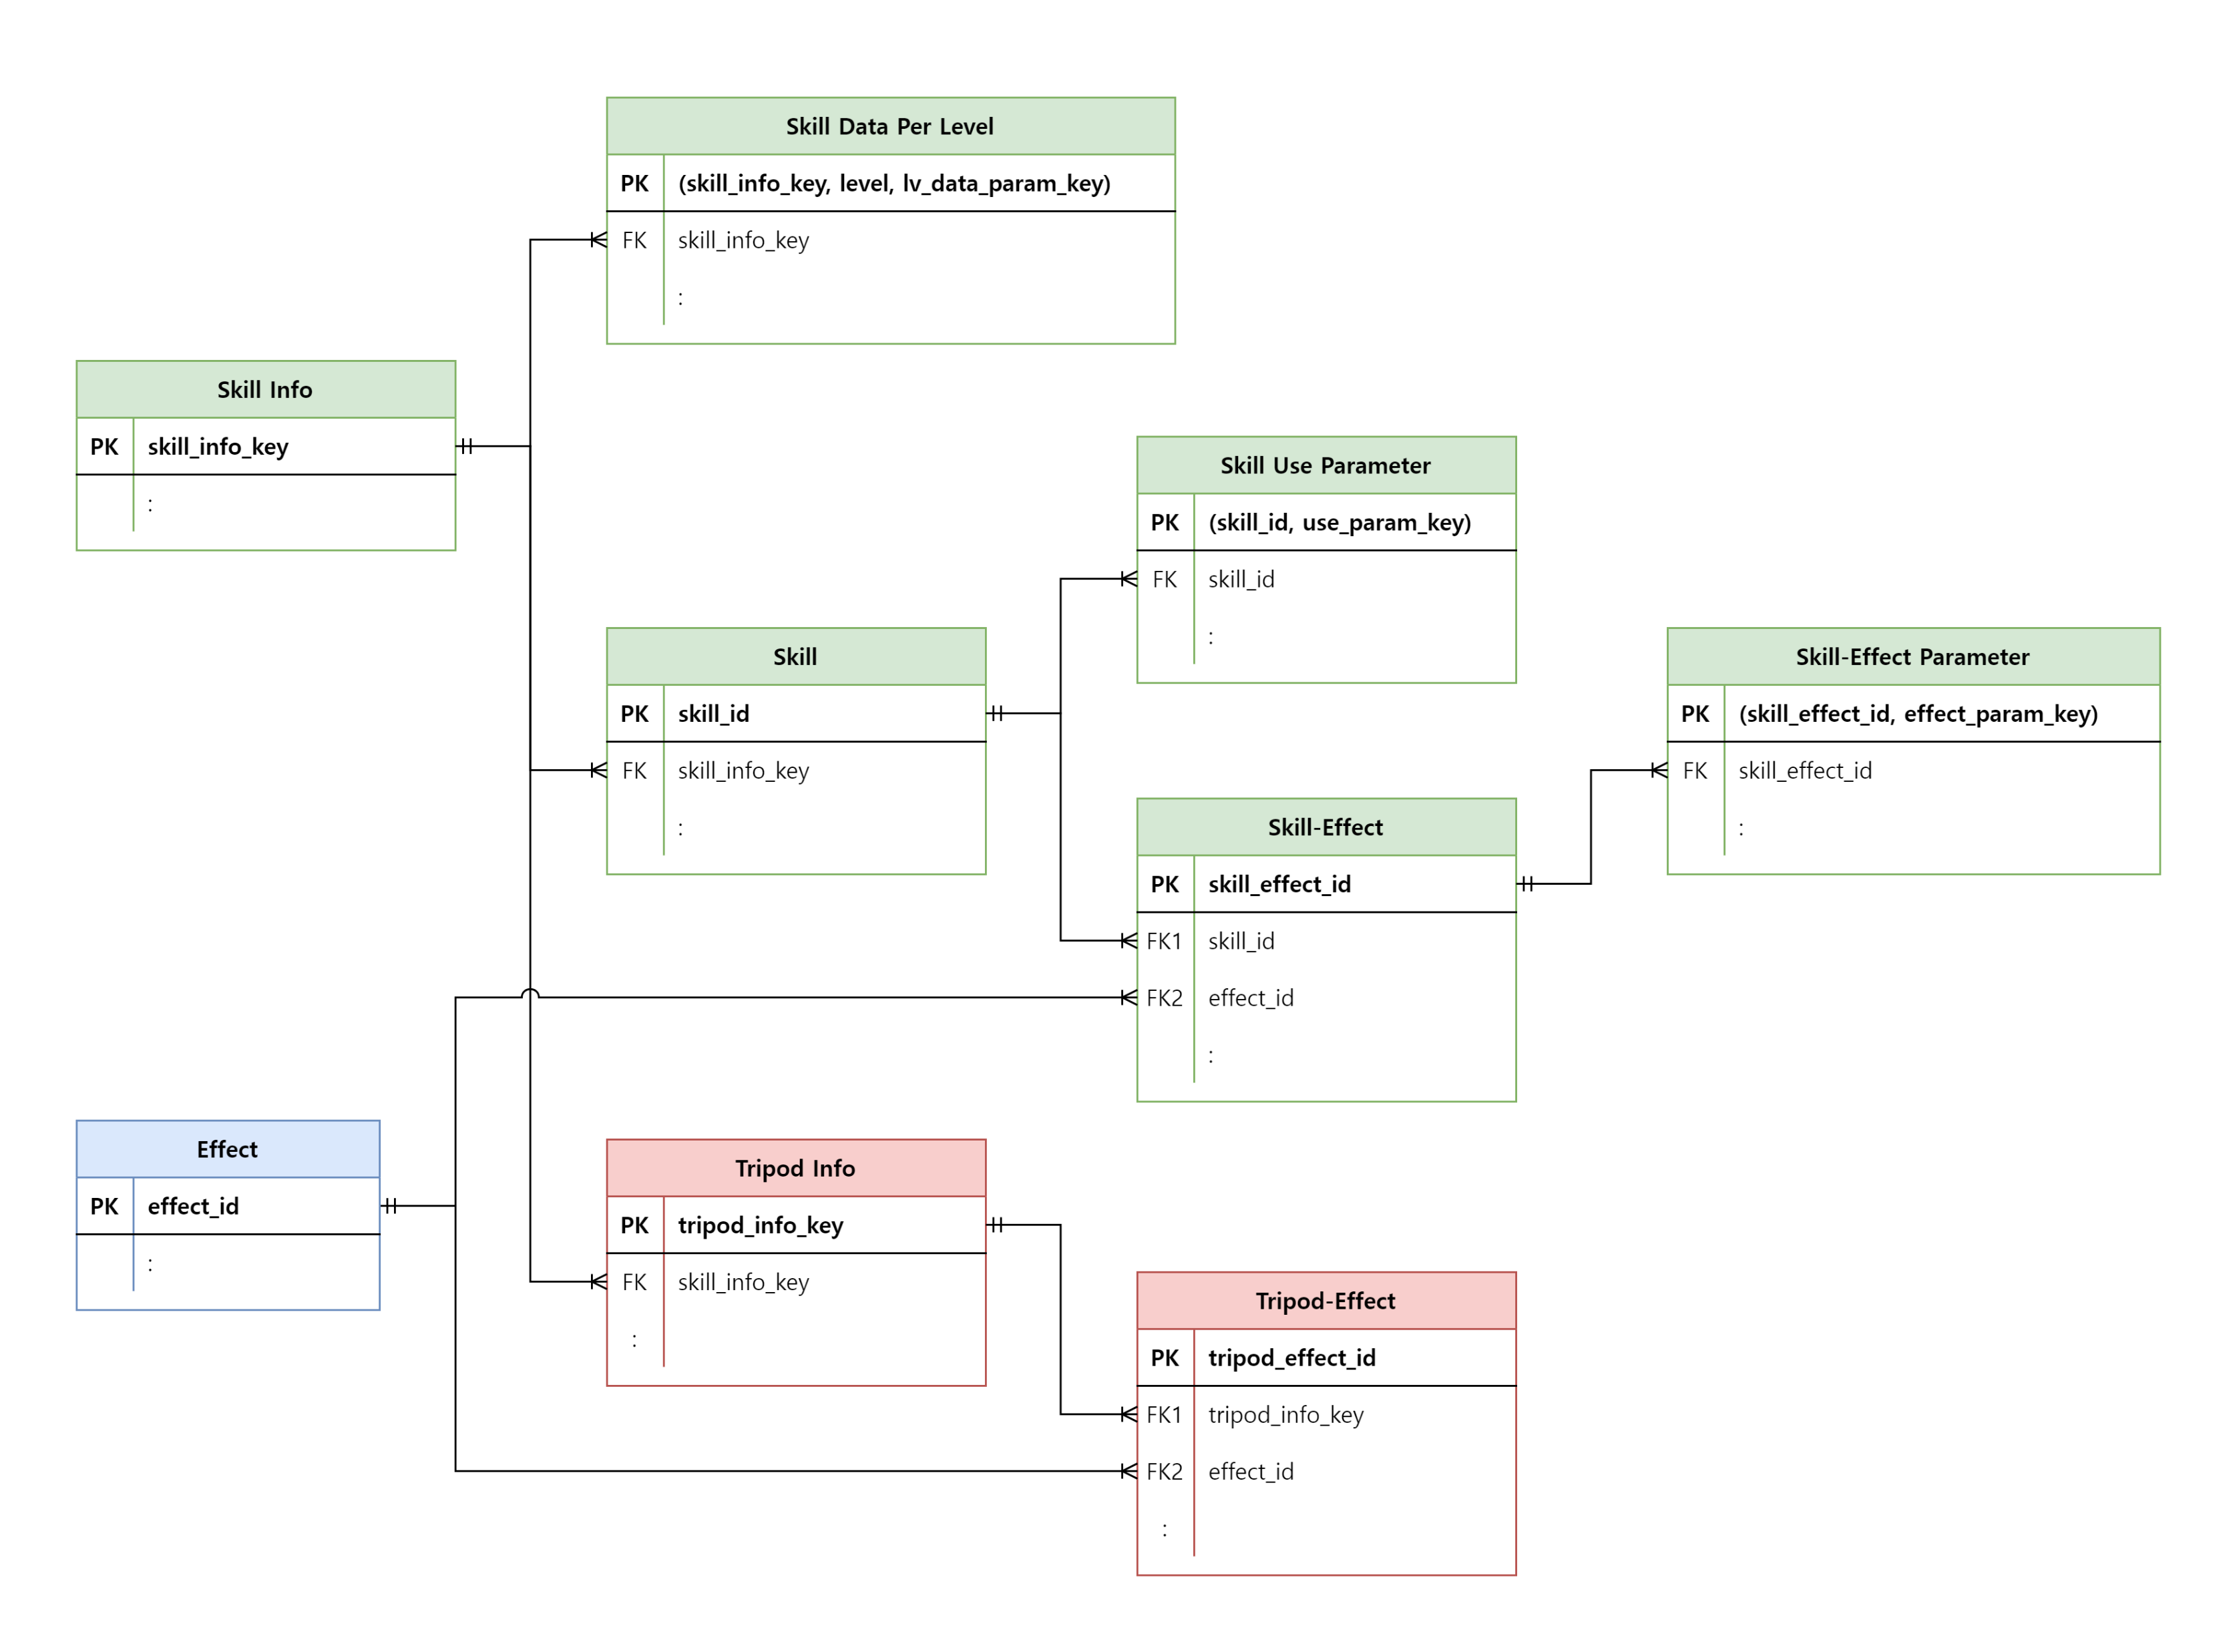 Skill Data Per Level
PK (skill_info_key, level, lv_data_param_key)
FK skill_info_key
:
Skill Info
PK skill_info_key
:
Skill Use Parameter
PK (skill_id, use_param_key)
FK skill_id
:
Skill
PK skill_id
FK skill_info_key
:
Skill-Effect Parameter
PK (skill_effect_id, effect_param_key)
FK skill_effect_id
:
Skill-Effect
PK skill_effect_id
FK1 skill_id
FK2 effect_id
:
Effect
PK effect_id
:
Tripod Info
PK tripod_info_key
FK skill_info_key
:
Tripod-Effect
PK tripod_effect_id
FK1 tripod_info_key
FK2 effect_id
: